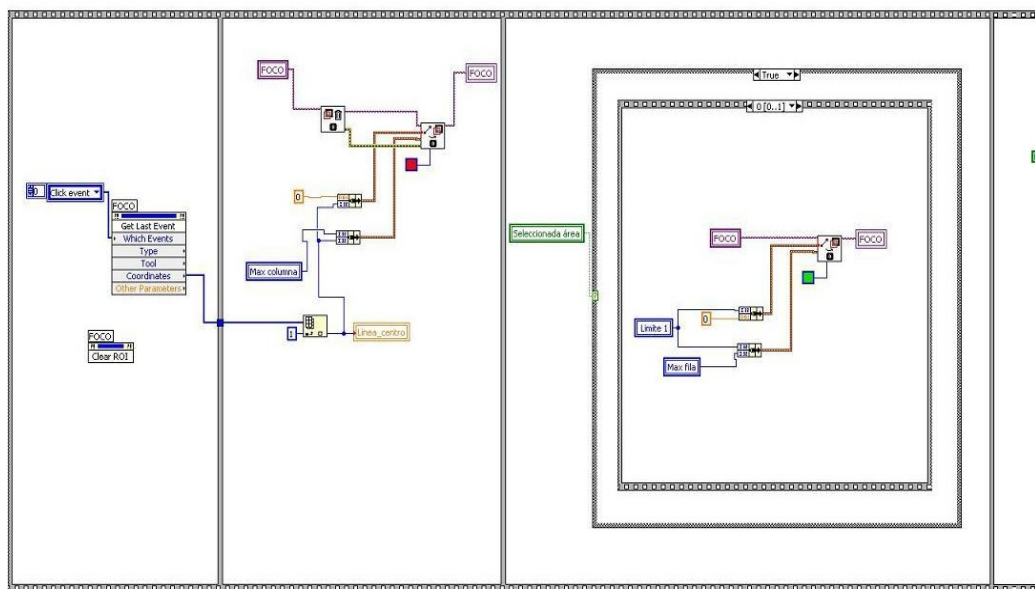 Click event
FOCO
Get Last Event
Which Events
Type
Tool
Coordinates
Other Parameters
FOCO
Clear ROI
FOCO
FOCO
0
Max columna
1
Linea_centro
Seleccionada área
True
0 [0..1]
FOCO
FOCO
0
Limite 1
Max fila